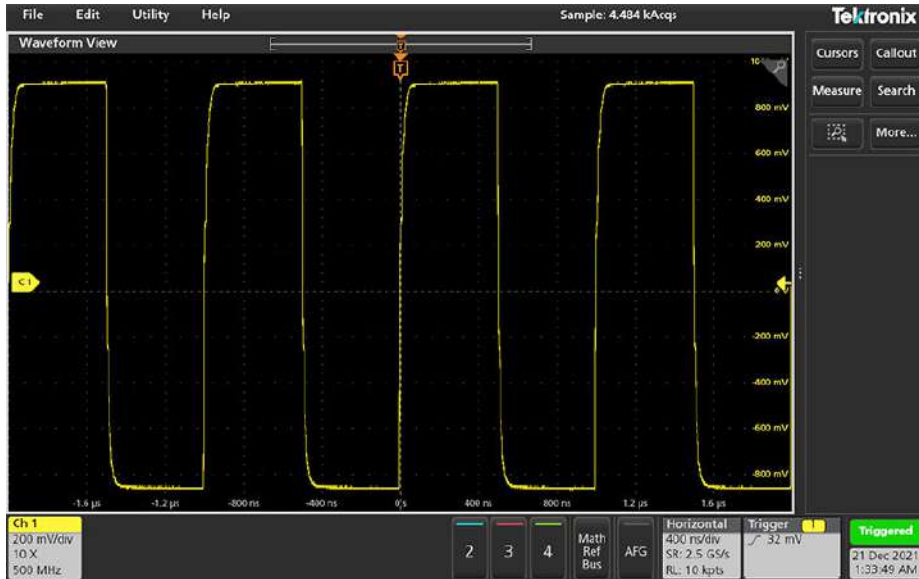 File Edit Utility Help Sample: 4.484 kAcqs Tektronix
Waveform View
Cursors Callout
Measure Search
More...
T
T
800 mV
600 mV
400 mV
200 mV
C 1
-200 mV
-400 mV
-600 mV
-800 mV
-1.6 µs -1.2 µs -800 ns -400 ns 0 s 400 ns 800 ns 1.2 µs 1.6 µs
Ch 1
200 mV/div
10 X
500 MHz
2 3 4
Math
Ref
Bus
AFG
Horizontal
400 ns/div
SR: 2.5 GS/s
RL: 10 kpts
Trigger 1
32 mV
Triggered
21 Dec 2021
1:33:49 AM